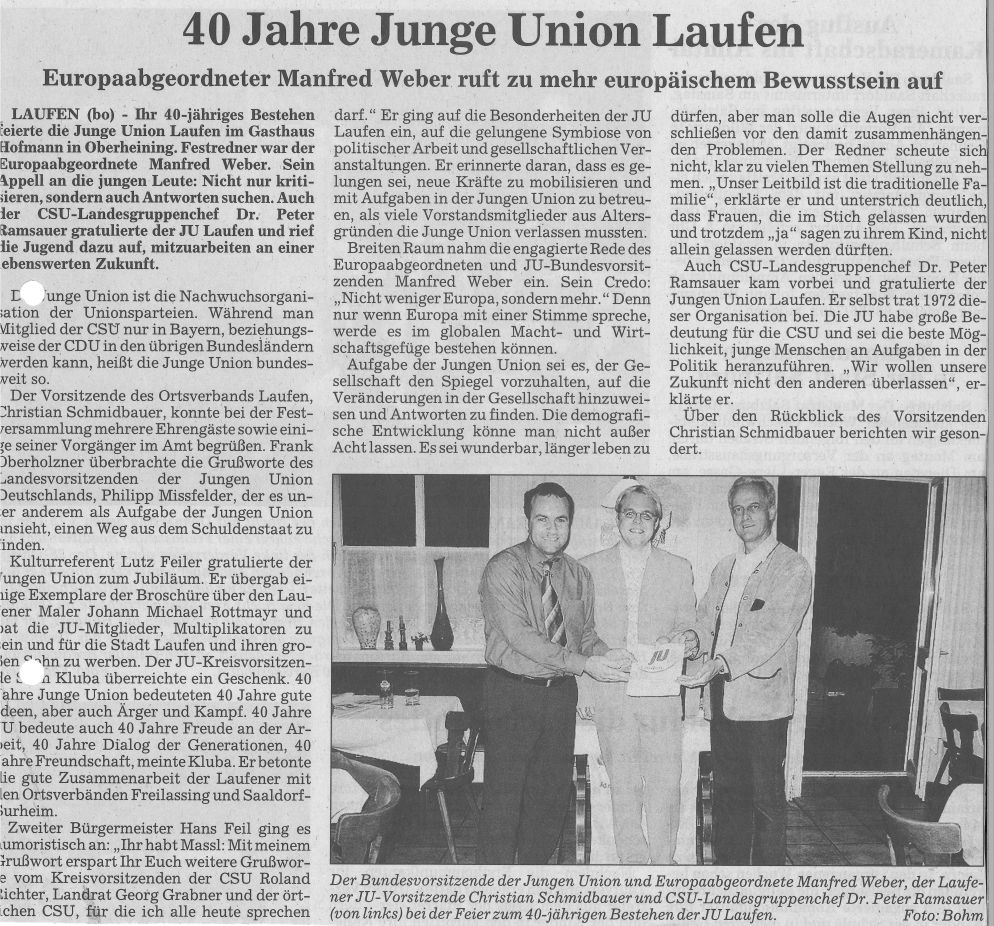 40 Jahre Junge Union Laufen
Europaabgeordneter Manfred Weber ruft zu mehr europäischem Bewusstsein auf
LAUFEN (bo) - Ihr 40-jähriges Bestehen
feierte die Junge Union Laufen im Gasthaus
Hofmann in Oberheining. Festredner war der
Europaabgeordnete Manfred Weber. Sein
Appell an die jungen Leute: Nicht nur kriti-
sieren, sondern auch Antworten suchen. Auch
der CSU-Landesgruppenchef Dr. Peter
Ramsauer gratulierte der JU Laufen und rief
die Jugend dazu auf, mitzuarbeiten an einer
lebenswerten Zukunft.
Junge Union ist die Nachwuchsorgani-
sation der Unionsparteien. Während man
Mitglied der CSU nur in Bayern, beziehungs-
weise der CDU in den übrigen Bundesländern
werden kann, heißt die Junge Union bundes-
weit so.
Der Vorsitzende des Ortsverbands Laufen,
Christian Schmidbauer, konnte bei der Fest-
versammlung mehrere Ehrengäste sowie eini-
ge seiner Vorgänger im Amt begrüßen. Frank
Oberholzner überbrachte die Grußworte des
Landesvorsitzenden der Jungen Union
Deutschlands, Philipp Missfelder, der es un-
ter anderem als Aufgabe der Jungen Union
ansieht, einen Weg aus dem Schuldenstaat zu
finden.
Kulturreferent Lutz Feiler gratulierte der
Jungen Union zum Jubiläum. Er übergab ei-
nige Exemplare der Broschüre über den Lau-
fener Maler Johann Michael Rottmayr und
bat die JU-Mitglieder, Multiplikatoren zu
sein und für die Stadt Laufen und ihren gro-
ßen Sohn zu werben. Der JU-Kreisvorsitzen-
de Kluba überreichte ein Geschenk. 40
Jahre Junge Union bedeuteten 40 Jahre gute
Ideen, aber auch Ärger und Kampf. 40 Jahre
JU bedeute auch 40 Jahre Freude an der Ar-
beit, 40 Jahre Dialog der Generationen, 40
Jahre Freundschaft, meinte Kluba. Er betonte
die gute Zusammenarbeit der Laufener mit
den Ortsverbänden Freilassing und Saaldorf-
Surheim.
Zweiter Bürgermeister Hans Feil ging es
humoristisch an: „Ihr habt Massl: Mit meinem
Grußwort erspart Ihr Euch weitere Grußwor-
te vom Kreisvorsitzenden der CSU Roland
Richter, Landrat Georg Grabner und der ört-
lichen CSU, für die ich alle heute sprechen
darf." Er ging auf die Besonderheiten der JU
Laufen ein, auf die gelungene Symbiose von
politischer Arbeit und gesellschaftlichen Ver-
anstaltungen. Er erinnerte daran, dass es ge-
lungen sei, neue Kräfte zu mobilisieren und
mit Aufgaben in der Jungen Union zu betreu-
en, als viele Vorstandsmitglieder aus Alters-
gründen die Junge Union verlassen mussten.
Breiten Raum nahm die engagierte Rede des
Europaabgeordneten und JU-Bundesvorsit-
zenden Manfred Weber ein. Sein Credo:
„Nicht weniger Europa, sondern mehr." Denn
nur wenn Europa mit einer Stimme spreche,
werde es im globalen Macht- und Wirt-
schaftsgefüge bestehen können.
Aufgabe der Jungen Union sei es, der Ge-
sellschaft den Spiegel vorzuhalten, auf die
Veränderungen in der Gesellschaft hinzuwei-
sen und Antworten zu finden. Die demografi-
sche Entwicklung könne man nicht außer
Acht lassen. Es sei wunderbar, länger leben zu
dürfen, aber man solle die Augen nicht ver-
schließen vor den damit zusammenhängen-
den Problemen. Der Redner scheute sich
nicht, klar zu vielen Themen Stellung zu neh-
men. „Unser Leitbild ist die traditionelle Fa-
milie", erklärte er und unterstrich deutlich,
dass Frauen, die im Stich gelassen wurden
und trotzdem „ja" sagen zu ihrem Kind, nicht
allein gelassen werden dürften.
Auch CSU-Landesgruppenchef Dr. Peter
Ramsauer kam vorbei und gratulierte der
Jungen Union Laufen. Er selbst trat 1972 die-
ser Organisation bei. Die JU habe große Be-
deutung für die CSU und sei die beste Mög-
lichkeit, junge Menschen an Aufgaben in der
Politik heranzuführen. „Wir wollen unsere
Zukunft nicht den anderen überlassen", er-
klärte er.
Über den Rückblick des Vorsitzenden
Christian Schmidbauer berichten wir geson-
dert.
JU
Der Bundesvorsitzende der Jungen Union und Europaabgeordnete Manfred Weber, der Laufe-
ner JU-Vorsitzende Christian Schmidbauer und CSU-Landesgruppenchef Dr. Peter Ramsauer
(von links) bei der Feier zum 40-jährigen Bestehen der JU Laufen. Foto: Bohm